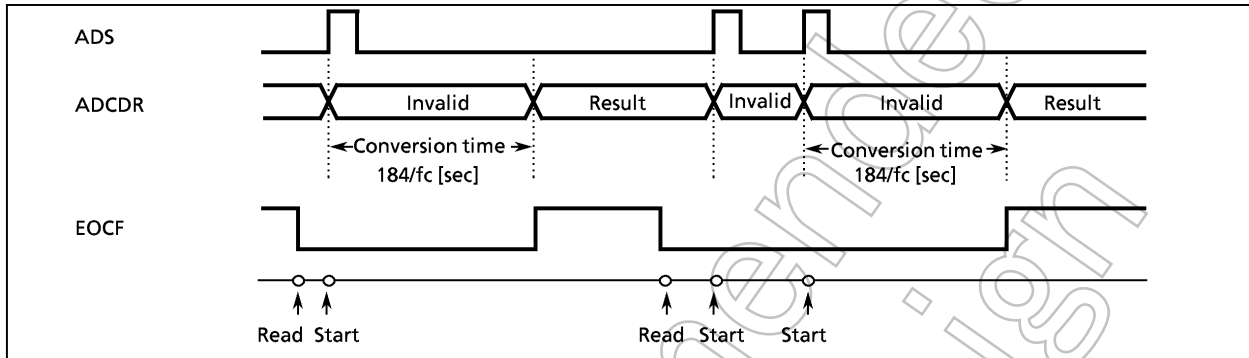 ADS
ADCDR
Invalid
Result
Invalid
Invalid
Result
Conversion time
184/fc [sec]
Conversion time
184/fc [sec]
EOCF
Read
Start
Read
Start
Start